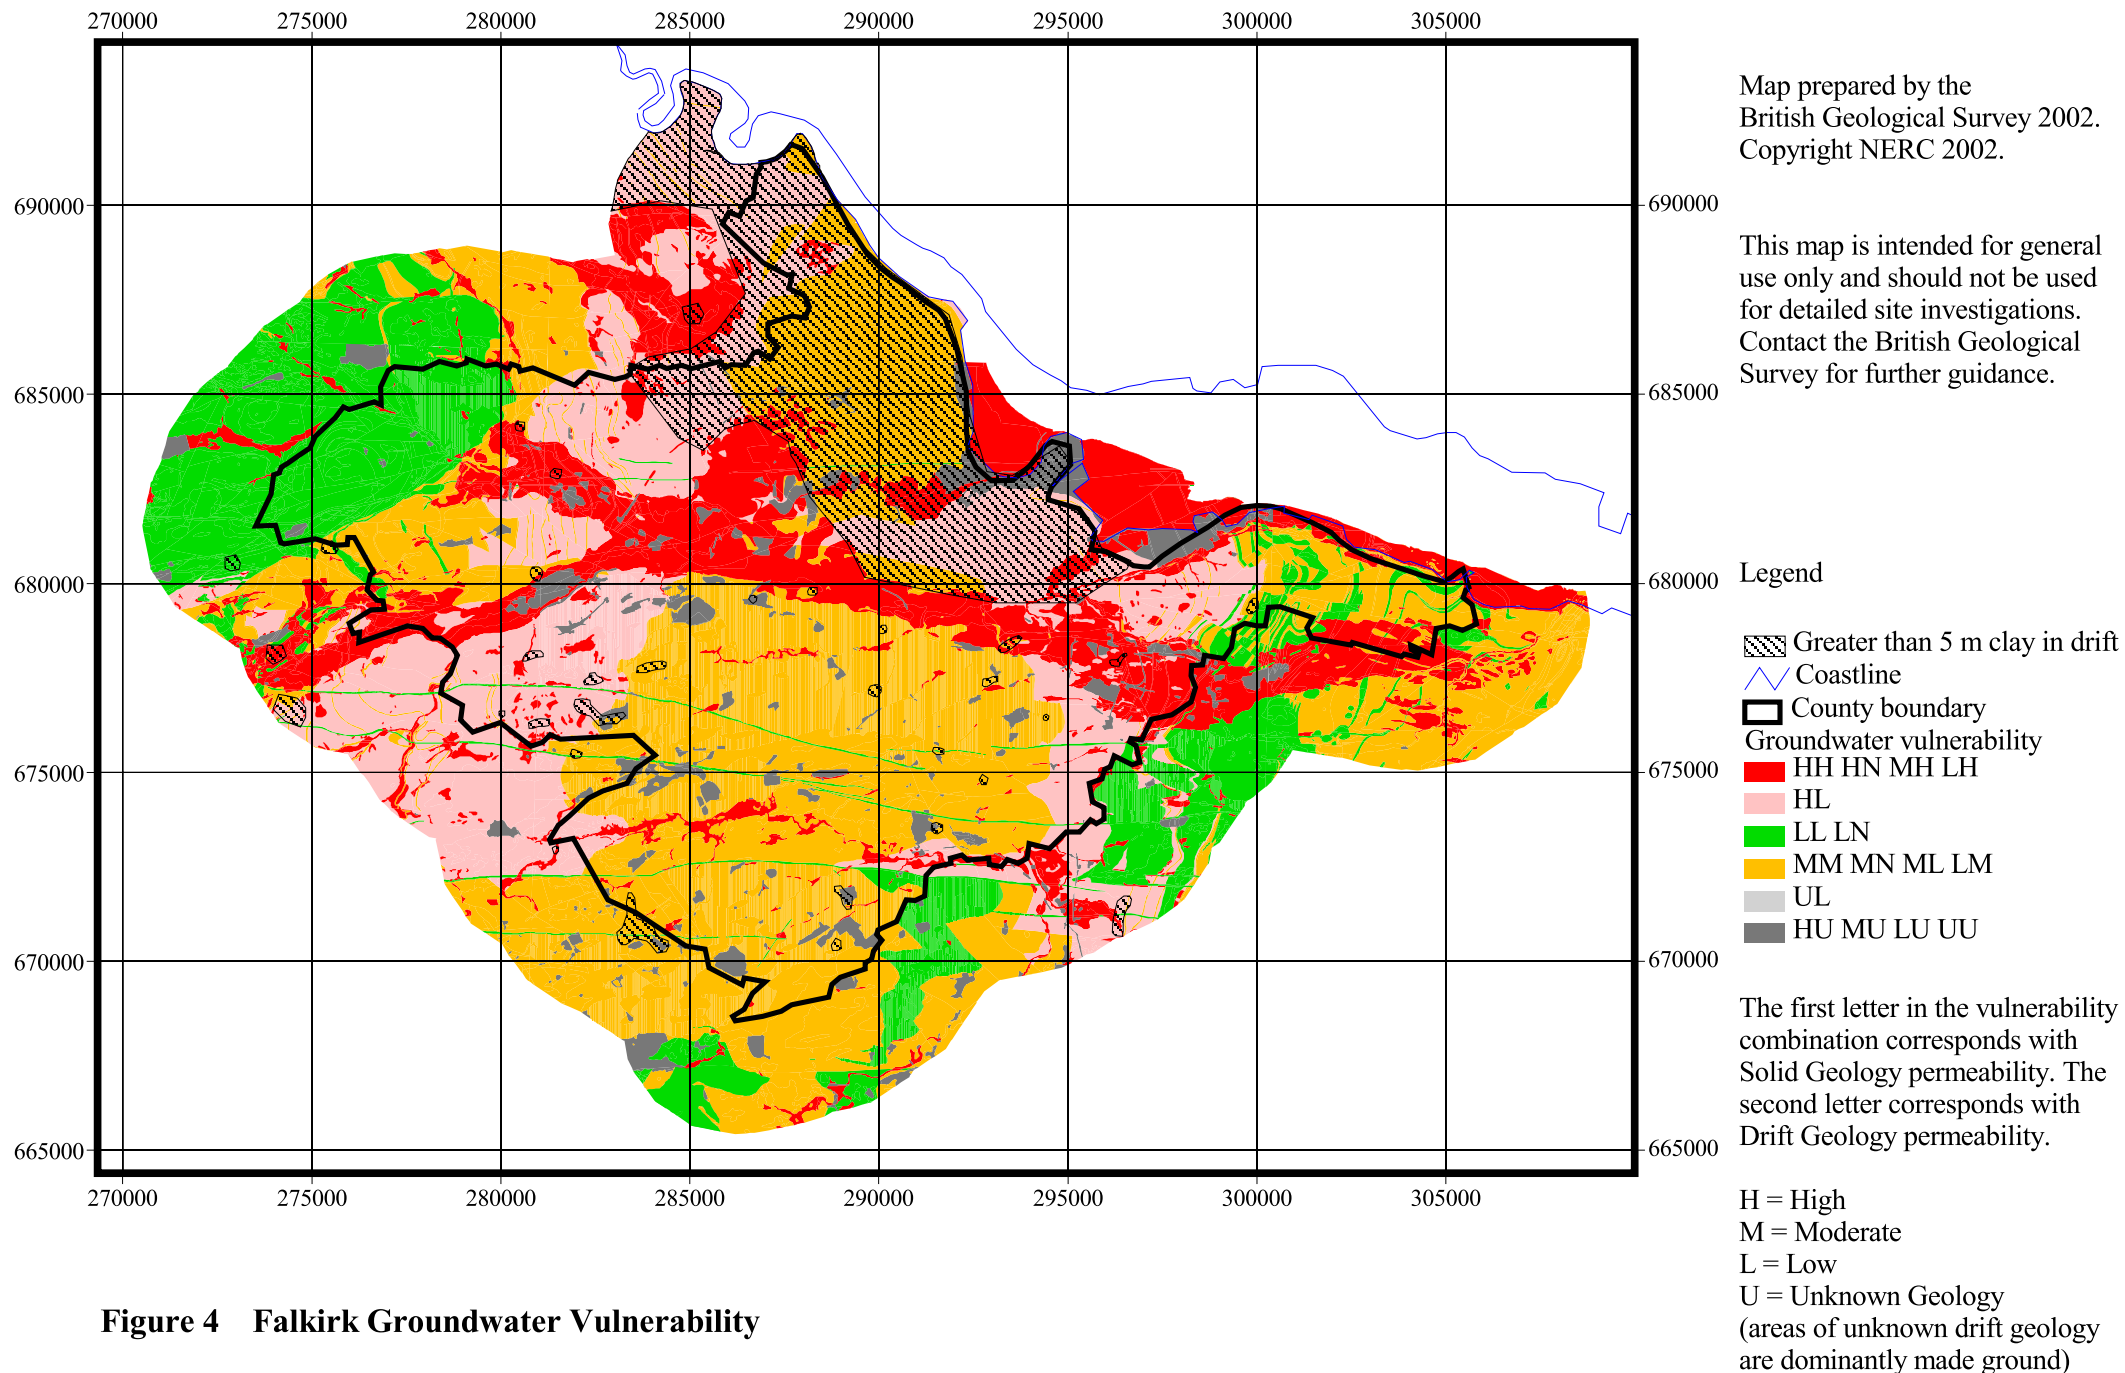 270000 275000 280000 285000 290000 295000 300000 305000
690000 690000
685000 685000
680000 680000
675000 675000
670000 670000
665000 665000
270000 275000 280000 285000 290000 295000 300000 305000
Map prepared by the
British Geological Survey 2002.
Copyright NERC 2002.
This map is intended for general
use only and should not be used
for detailed site investigations.
Contact the British Geological
Survey for further guidance.
Legend
Greater than 5 m clay in drift
Coastline
County boundary
Groundwater vulnerability
HH HN MH LH
HL
LL LN
MM MN ML LM
UL
HU MU LU UU
The first letter in the vulnerability
combination corresponds with
Solid Geology permeability. The
second letter corresponds with
Drift Geology permeability.
H = High
M = Moderate
L = Low
U = Unknown Geology
(areas of unknown drift geology
are dominantly made ground)
Figure 4 Falkirk Groundwater Vulnerability